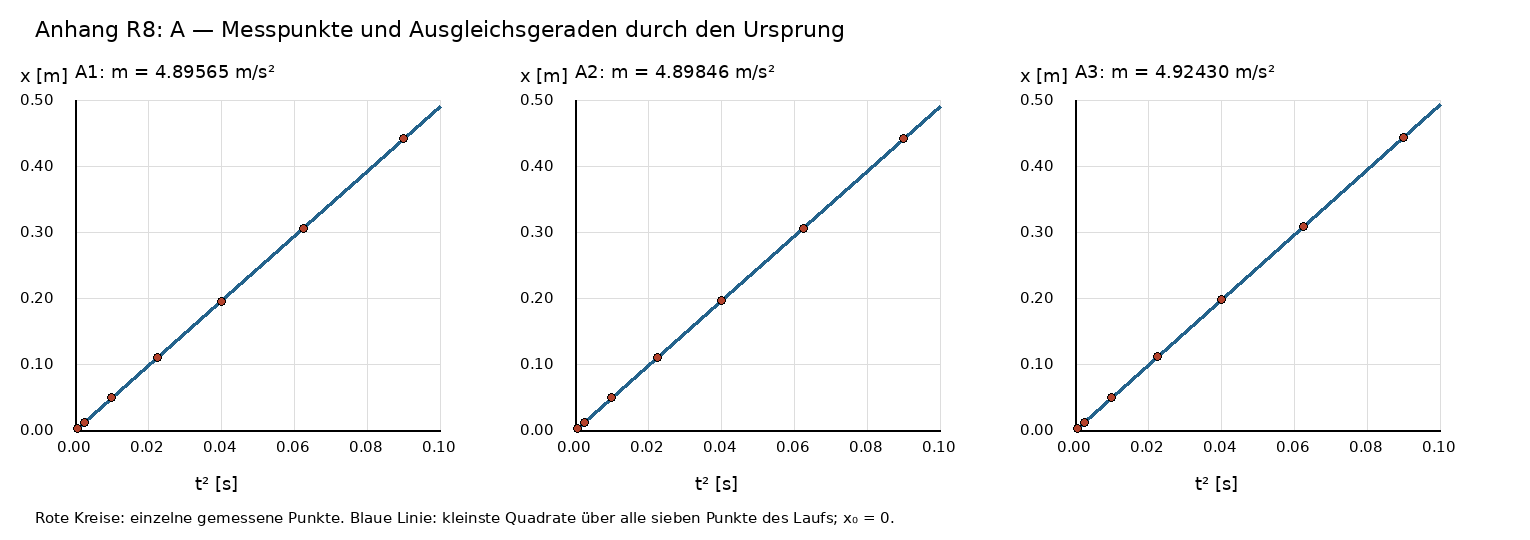 Anhang R8: A — Messpunkte und Ausgleichsgeraden durch den Ursprung
x [m] A1: m = 4.89565 m/s²
0.50
0.40
0.30
0.20
0.10
0.00
0.00 0.02 0.04 0.06 0.08 0.10
t² [s]
x [m] A2: m = 4.89846 m/s²
0.50
0.40
0.30
0.20
0.10
0.00
0.00 0.02 0.04 0.06 0.08 0.10
t² [s]
x [m] A3: m = 4.92430 m/s²
0.50
0.40
0.30
0.20
0.10
0.00
0.00 0.02 0.04 0.06 0.08 0.10
t² [s]
Rote Kreise: einzelne gemessene Punkte. Blaue Linie: kleinste Quadrate über alle sieben Punkte des Laufs; x₀ = 0.